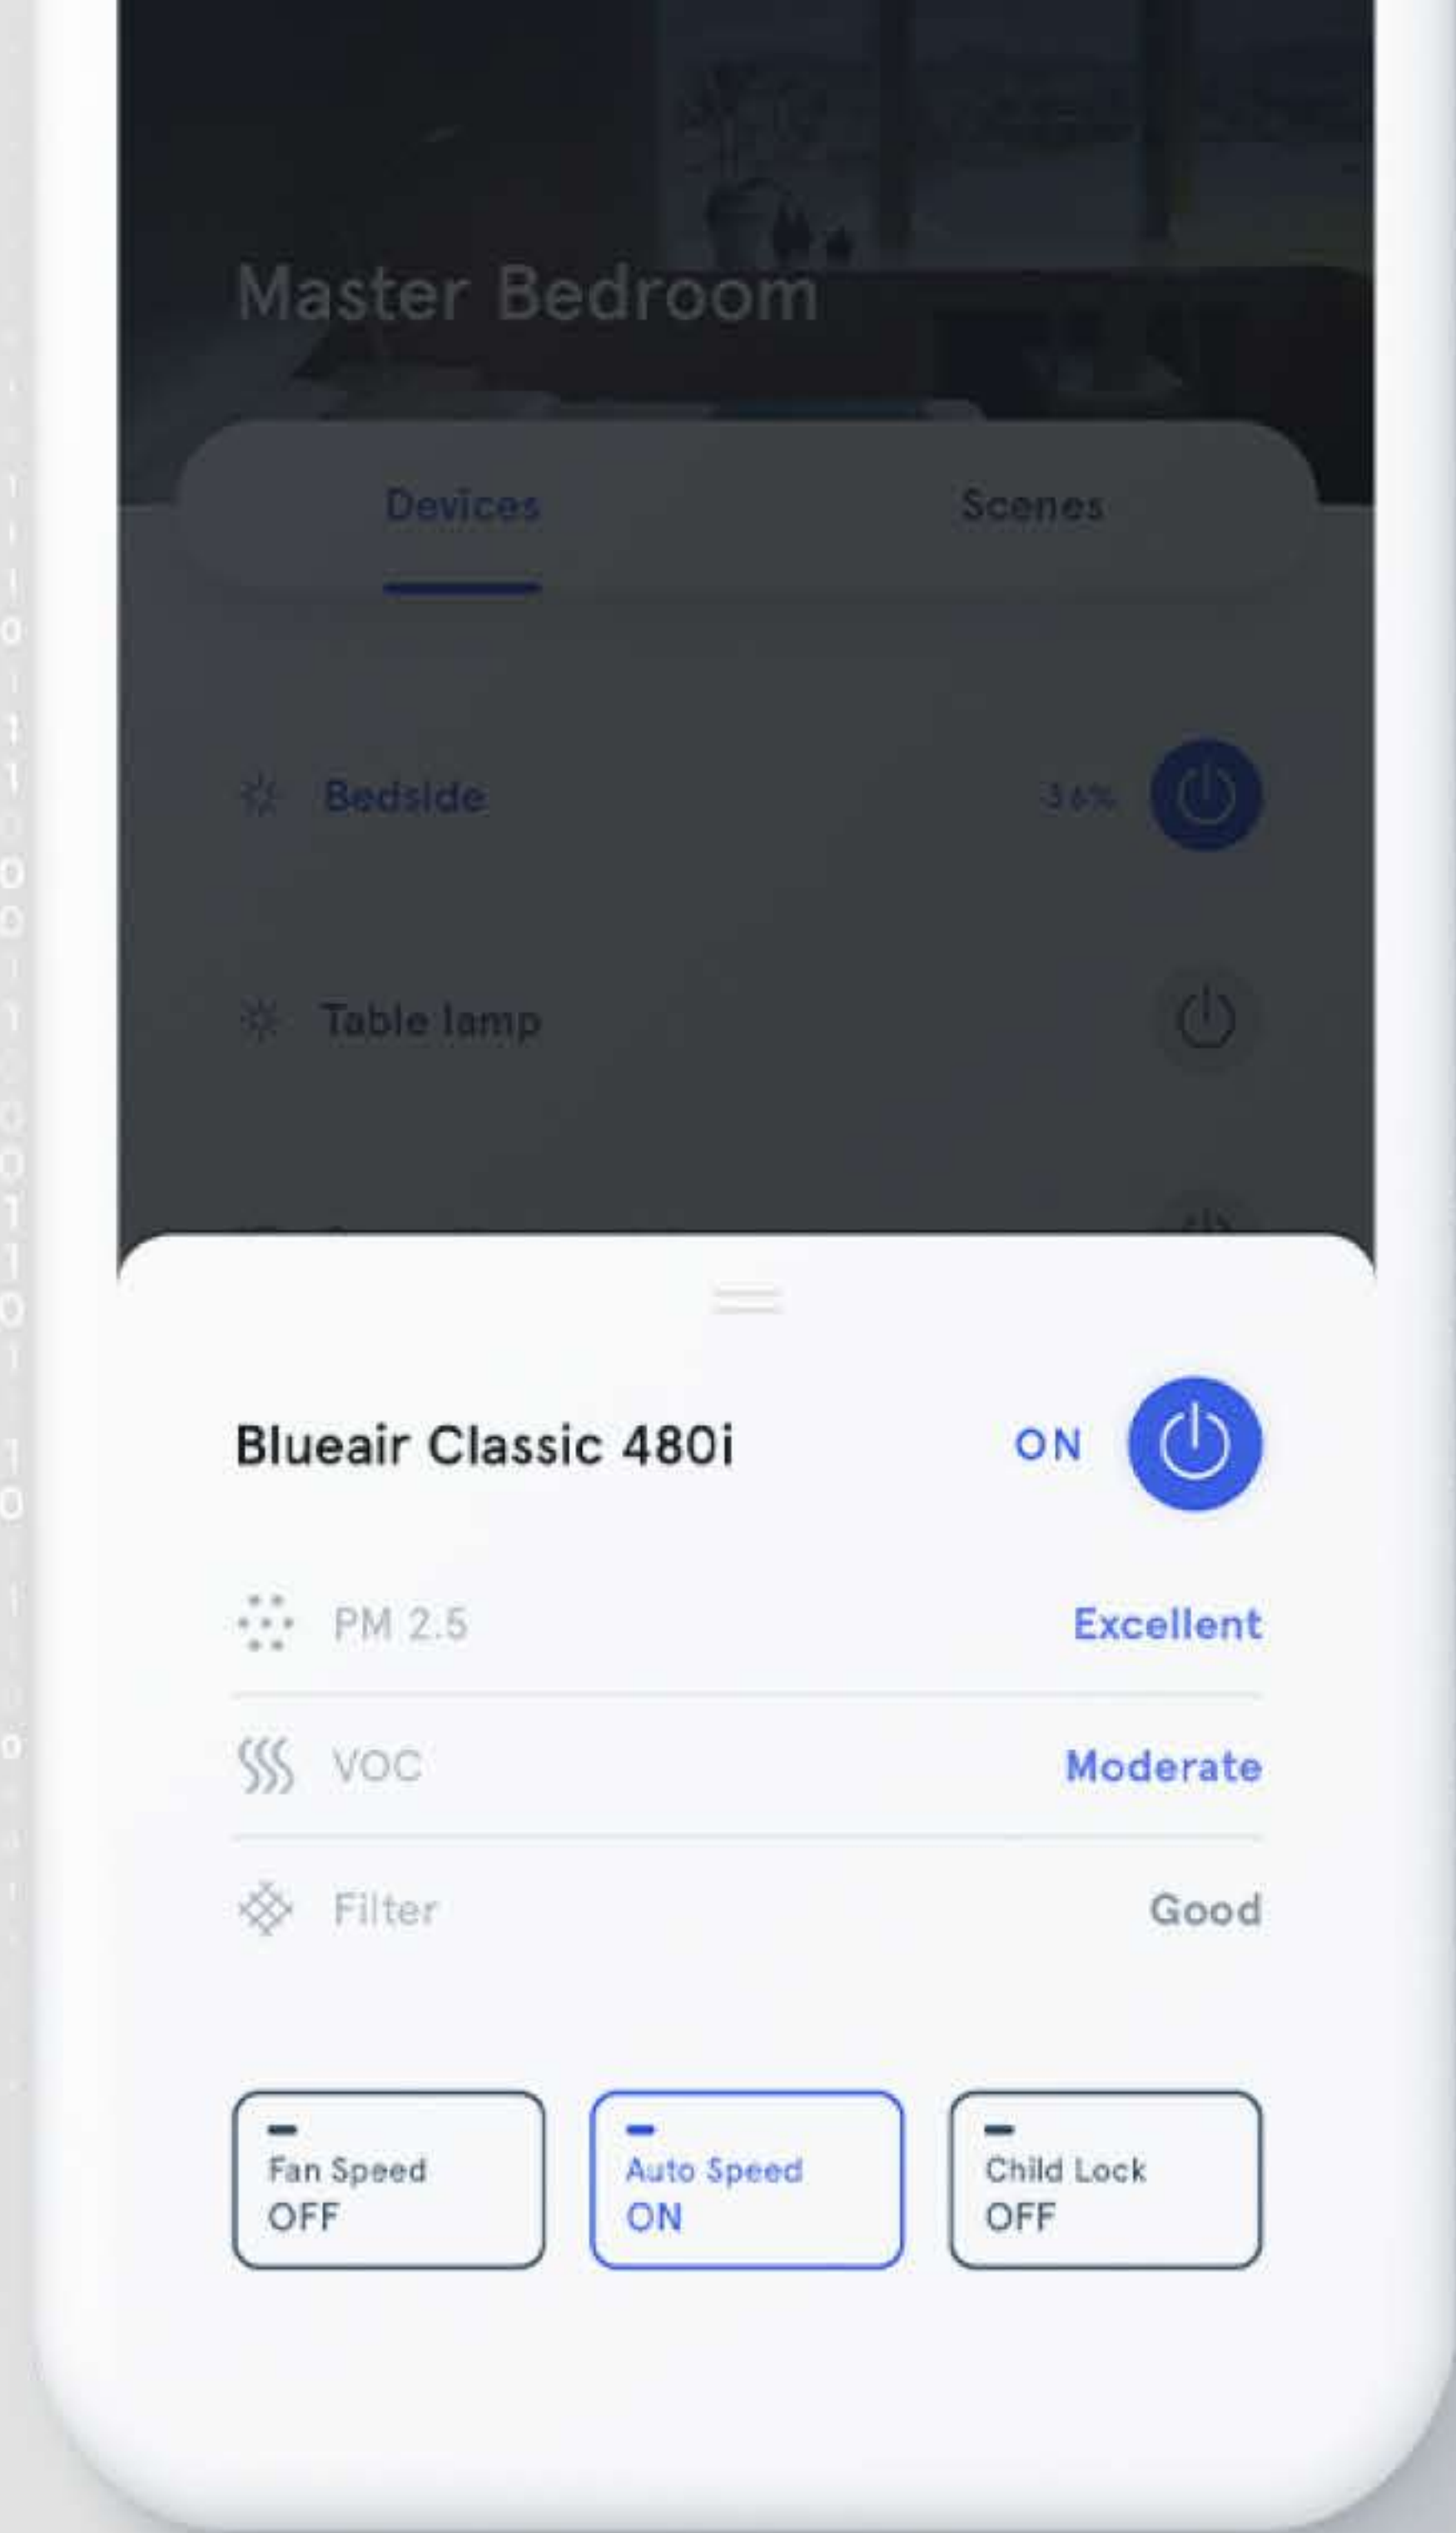 Master Bedroom
Devices Scenes
Bedside 36%
Table lamp
Blueair Classic 480i ON
PM 2.5 Excellent
VOC Moderate
Filter Good
Fan Speed
OFF
Auto Speed
ON
Child Lock
OFF